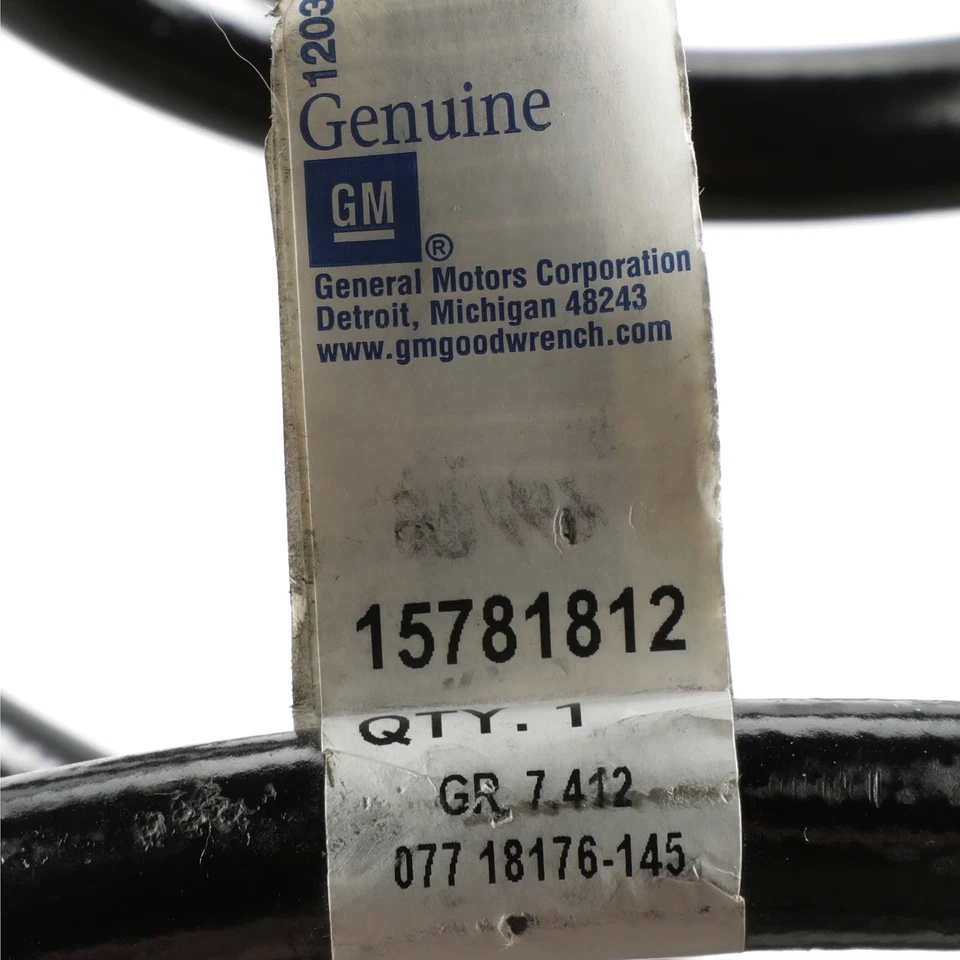 1203
Genuine
GM
®
General Motors Corporation
Detroit, Michigan 48243
www.gmgoodwrench.com
15781812
QTY. 1
GR 7.412
077 18176-145